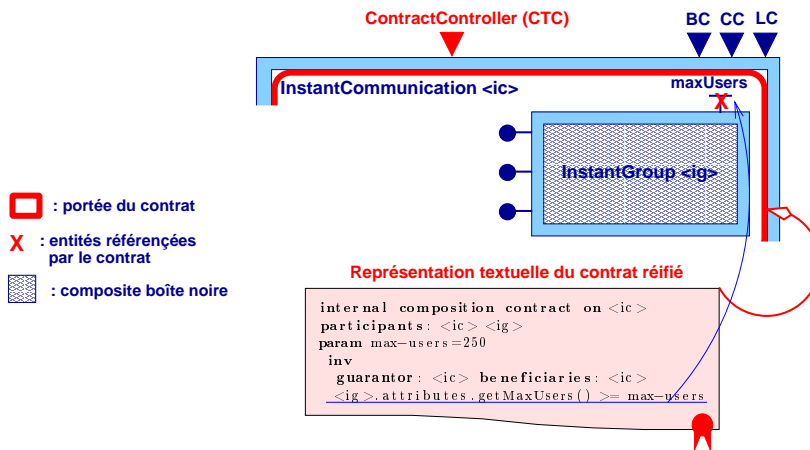 ContractController (CTC)
BC CC LC
InstantCommunication <ic>
maxUsers
X
InstantGroup <ig>
: portée du contrat
X : entités référençées
par le contrat
: composite boîte noire
Représentation textuelle du contrat réifié
internal composition contract on <ic>
participants: <ic> <ig>
param max-users=250
inv
guarantor: <ic> beneficiaries: <ic>
<ig>.attributes.getMaxUsers() >= max-users